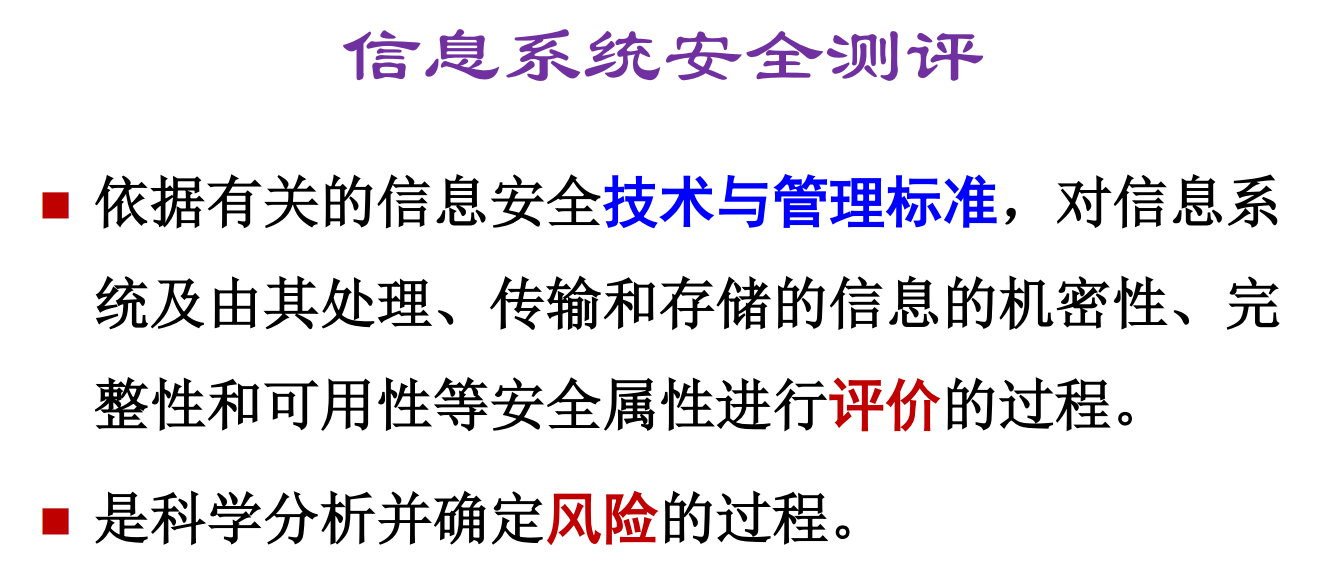 信息系统安全测评
依据有关的信息安全技术与管理标准，对信息系
统及由其处理、传输和存储的信息的机密性、完
整性和可用性等安全属性进行评价的过程。
是科学分析并确定风险的过程。